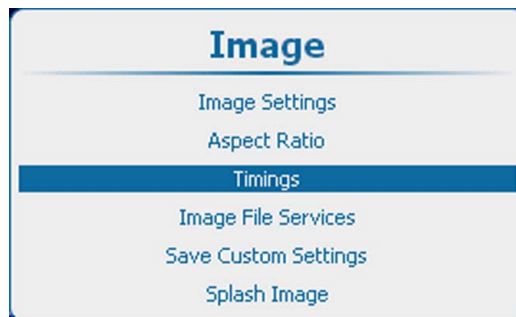 Image
Image Settings
Aspect Ratio
Timings
Image File Services
Save Custom Settings
Splash Image